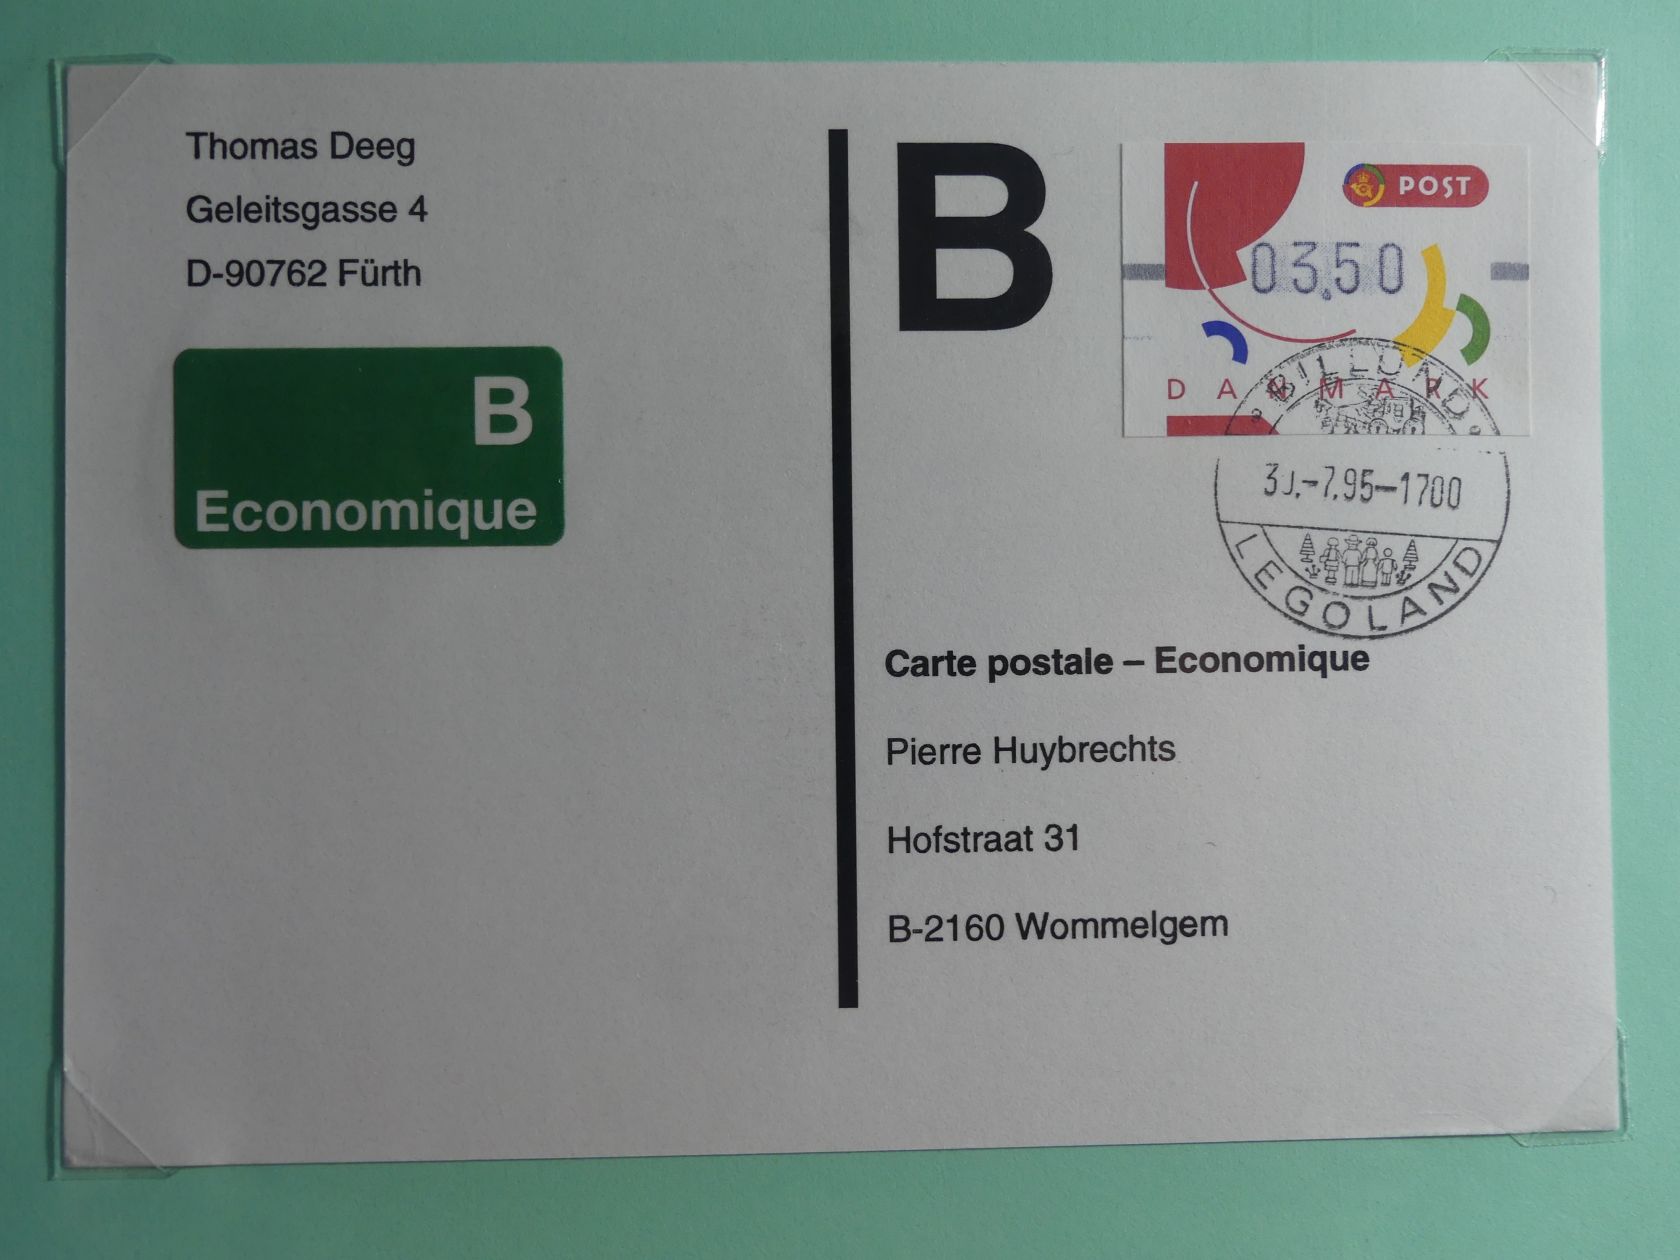 Thomas Deeg
Geleitsgasse 4
D-90762 Fürth
B
Economique
B
POST
03.50
DANMARK
BILLUND
30.-7.95-1700
LEGOLAND
Carte postale – Economique
Pierre Huybrechts
Hofstraat 31
B-2160 Wommelgem